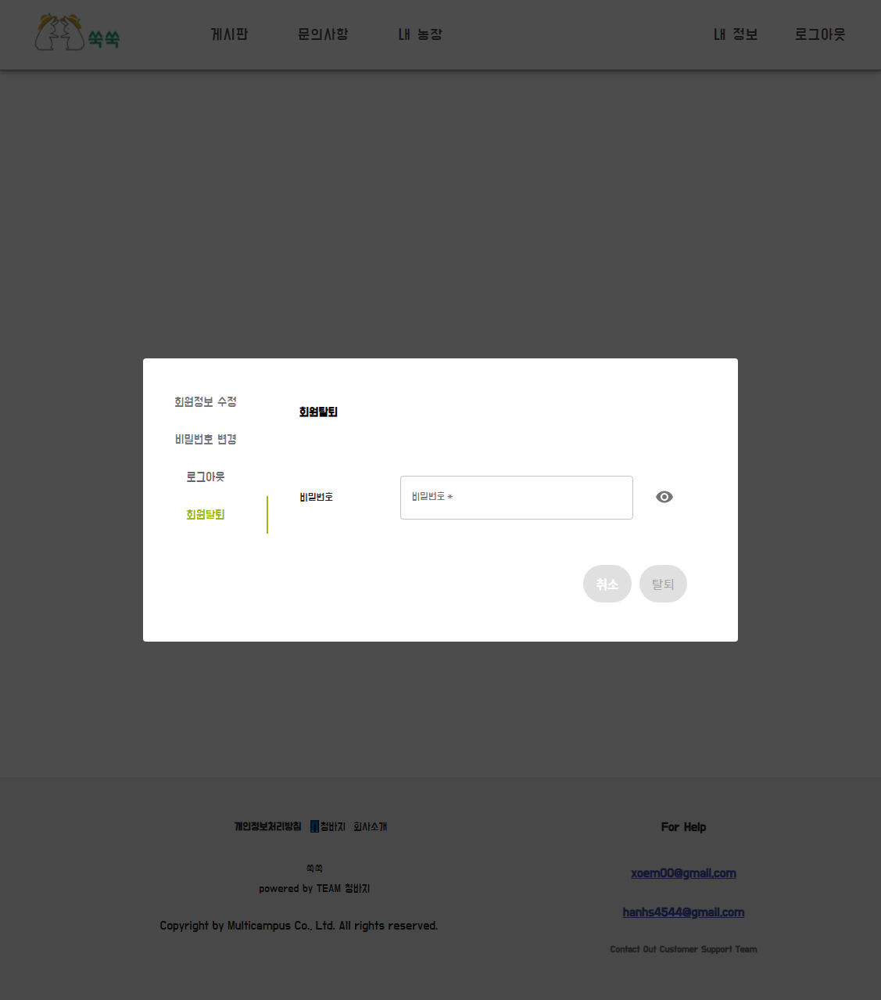 쑥쑥
게시판
문의사항
내 농장
내 정보
로그아웃
회원정보 수정
비밀번호 변경
로그아웃
회원탈퇴
회원탈퇴
비밀번호
비밀번호 *
취소
탈퇴
개인정보처리방침 청바지 회사소개
쑥쑥
powered by TEAM 청바지
Copyright by Multicampus Co., Ltd. All rights reserved.
For Help
xoem00@gmail.com
hanhs4544@gmail.com
Contact Out Customer Support Team